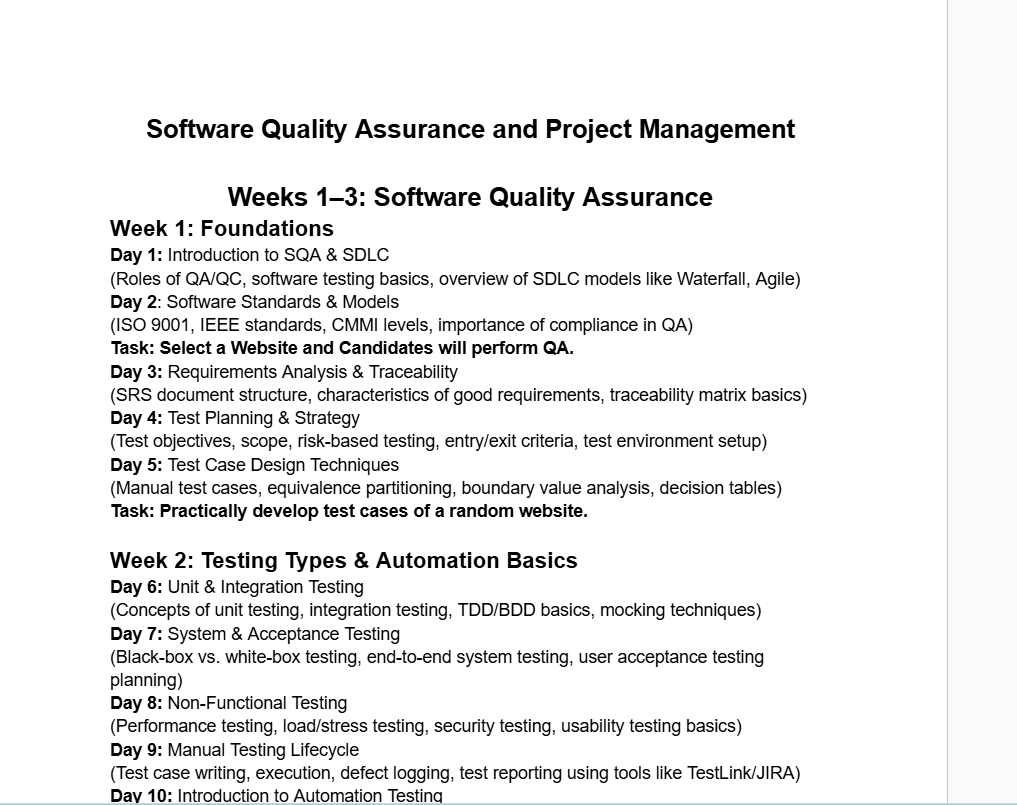 Software Quality Assurance and Project Management
Weeks 1–3: Software Quality Assurance
Week 1: Foundations
Day 1: Introduction to SQA & SDLC
(Roles of QA/QC, software testing basics, overview of SDLC models like Waterfall, Agile)
Day 2: Software Standards & Models
(ISO 9001, IEEE standards, CMMI levels, importance of compliance in QA)
Task: Select a Website and Candidates will perform QA.
Day 3: Requirements Analysis & Traceability
(SRS document structure, characteristics of good requirements, traceability matrix basics)
Day 4: Test Planning & Strategy
(Test objectives, scope, risk-based testing, entry/exit criteria, test environment setup)
Day 5: Test Case Design Techniques
(Manual test cases, equivalence partitioning, boundary value analysis, decision tables)
Task: Practically develop test cases of a random website.
Week 2: Testing Types & Automation Basics
Day 6: Unit & Integration Testing
(Concepts of unit testing, integration testing, TDD/BDD basics, mocking techniques)
Day 7: System & Acceptance Testing
(Black-box vs. white-box testing, end-to-end system testing, user acceptance testing
planning)
Day 8: Non-Functional Testing
(Performance testing, load/stress testing, security testing, usability testing basics)
Day 9: Manual Testing Lifecycle
(Test case writing, execution, defect logging, test reporting using tools like TestLink/JIRA)
Day 10: Introduction to Automation Testing